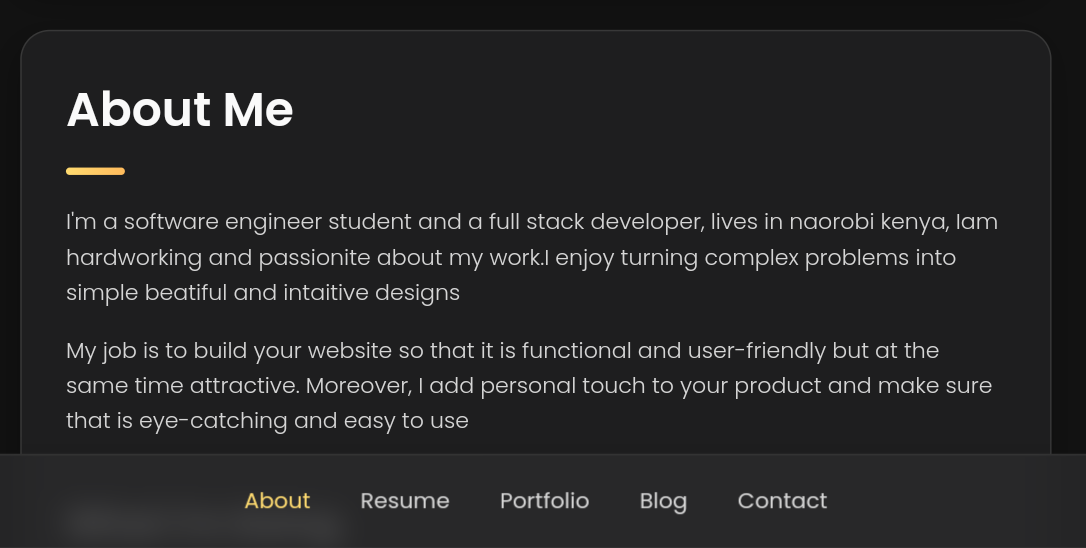 About Me
I'm a software engineer student and a full stack developer, lives in naorobi kenya, Iam
hardworking and passionite about my work.I enjoy turning complex problems into
simple beatiful and intaitive designs
My job is to build your website so that it is functional and user-friendly but at the
same time attractive. Moreover, I add personal touch to your product and make sure
that is eye-catching and easy to use
About Resume Portfolio Blog Contact